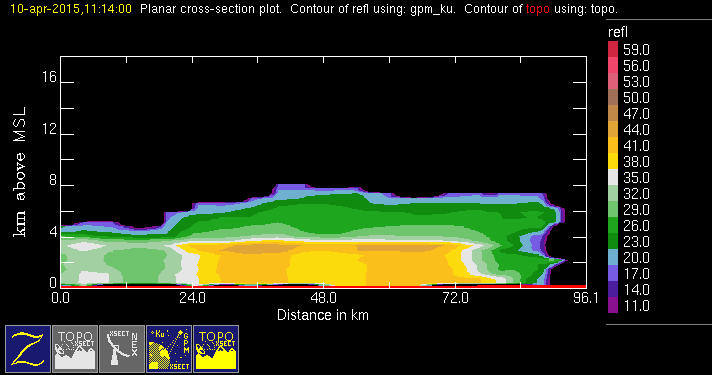 10-apr-2015,11:14:00 Planar cross-section plot. Contour of refl using: gpm_ku. Contour of topo using: topo.
refl
59.0
56.0
53.0
50.0
47.0
44.0
41.0
38.0
35.0
32.0
29.0
26.0
23.0
20.0
17.0
14.0
11.0
km above MSL
16
12
8
4
0
0.0 24.0 48.0 72.0 96.1
Distance in km
Z
TOPO XSECT
XSECT
Ku GPM XSECT
TOPO XSECT